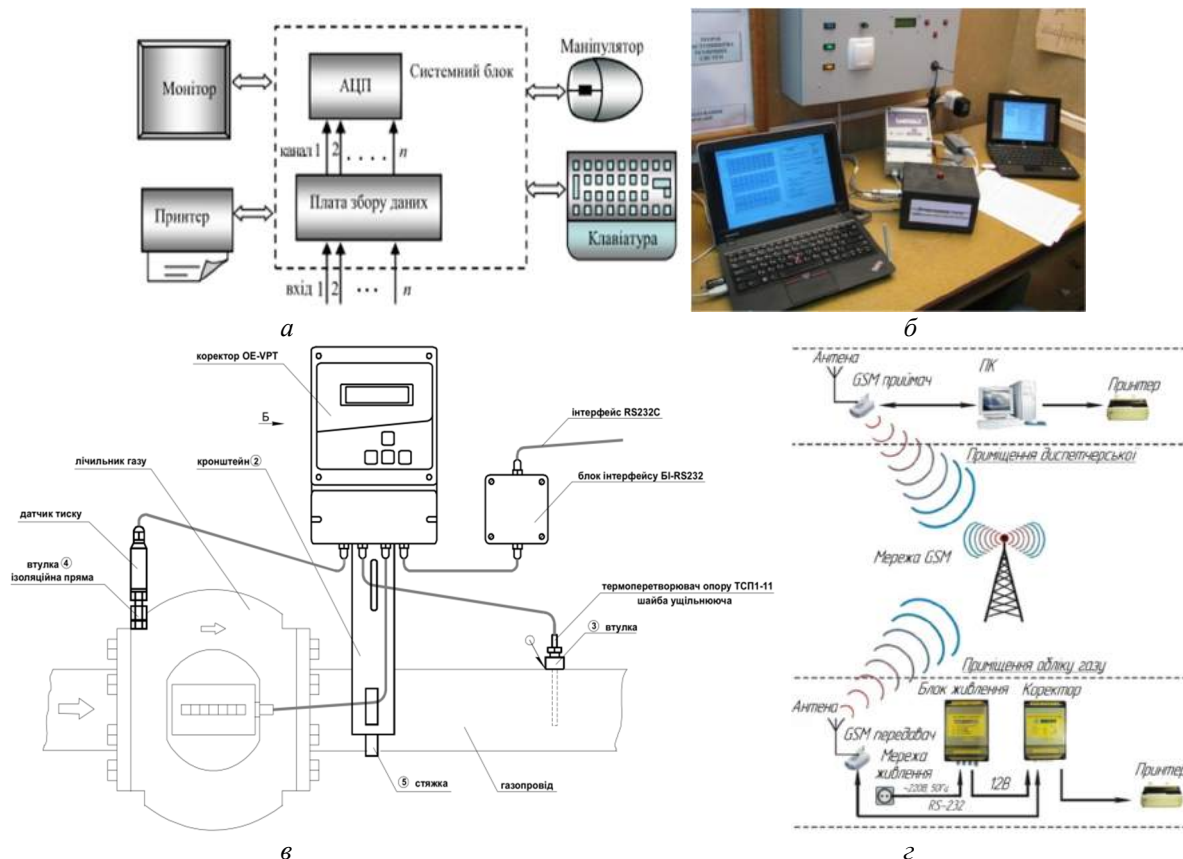 Монітор
АЦП
Системний блок
Маніпулятор
канал 1 2 . . . . n
Принтер
Плата збору даних
Клавіатура
вхід 1 2 ... n
а
б
коректор ОЕ-VPT
Б
інтерфейс RS232C
лічильник газу
кронштейн 2
блок інтерфейсу БІ-RS232
датчик тиску
втулка 4
ізоляційна пряма
термоперетворювач опору ТСП1-11
шайба ущільнююча
3 втулка
5 стяжка
газопровід
в
Антена
GSM приймач
ПК
Принтер
Приміщення диспетчерської
Мережа GSM
Приміщення обліку газу
Блок живлення
Коректор
Антена
GSM передавач
Мережа
живлення
~220В, 50Гц
12В
RS-232
Принтер
г